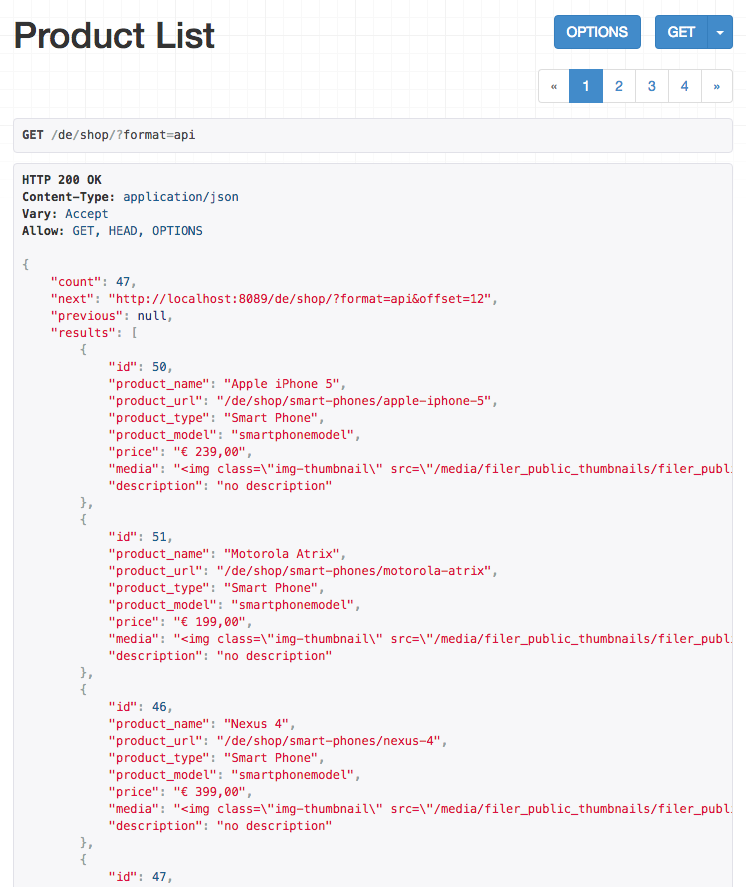 Product List
OPTIONS GET
« 1 2 3 4 »
GET /de/shop/?format=api
HTTP 200 OK
Content-Type: application/json
Vary: Accept
Allow: GET, HEAD, OPTIONS
{
    "count": 47,
    "next": "http://localhost:8089/de/shop/?format=api&offset=12",
    "previous": null,
    "results": [
        {
            "id": 50,
            "product_name": "Apple iPhone 5",
            "product_url": "/de/shop/smart-phones/apple-iphone-5",
            "product_type": "Smart Phone",
            "product_model": "smartphonemodel",
            "price": "€ 239,00",
            "media": "<img class=\"img-thumbnail\" src=\"/media/filer_public_thumbnails/filer_publ
            "description": "no description"
        },
        {
            "id": 51,
            "product_name": "Motorola Atrix",
            "product_url": "/de/shop/smart-phones/motorola-atrix",
            "product_type": "Smart Phone",
            "product_model": "smartphonemodel",
            "price": "€ 199,00",
            "media": "<img class=\"img-thumbnail\" src=\"/media/filer_public_thumbnails/filer_publ
            "description": "no description"
        },
        {
            "id": 46,
            "product_name": "Nexus 4",
            "product_url": "/de/shop/smart-phones/nexus-4",
            "product_type": "Smart Phone",
            "product_model": "smartphonemodel",
            "price": "€ 399,00",
            "media": "<img class=\"img-thumbnail\" src=\"/media/filer_public_thumbnails/filer_publ
            "description": "no description"
        },
        {
            "id": 47,